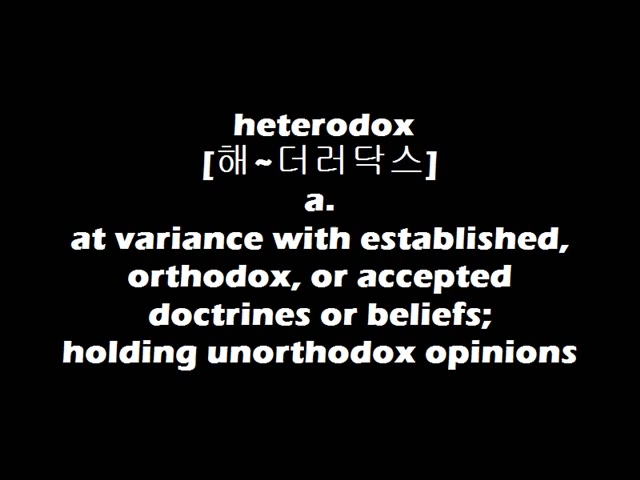 heterodox
[해~더러닥스]
a.
at variance with established,
orthodox, or accepted
doctrines or beliefs;
holding unorthodox opinions